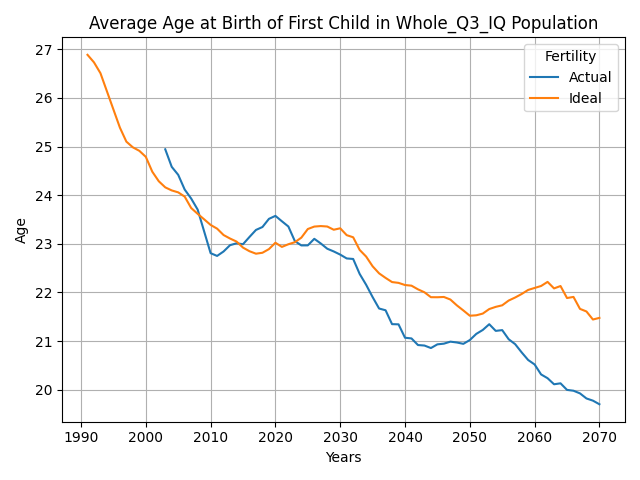 Average Age at Birth of First Child in Whole_Q3_IQ Population
Fertility
Actual
Ideal
Age
27
26
25
24
23
22
21
20
1990 2000 2010 2020 2030 2040 2050 2060 2070
Years